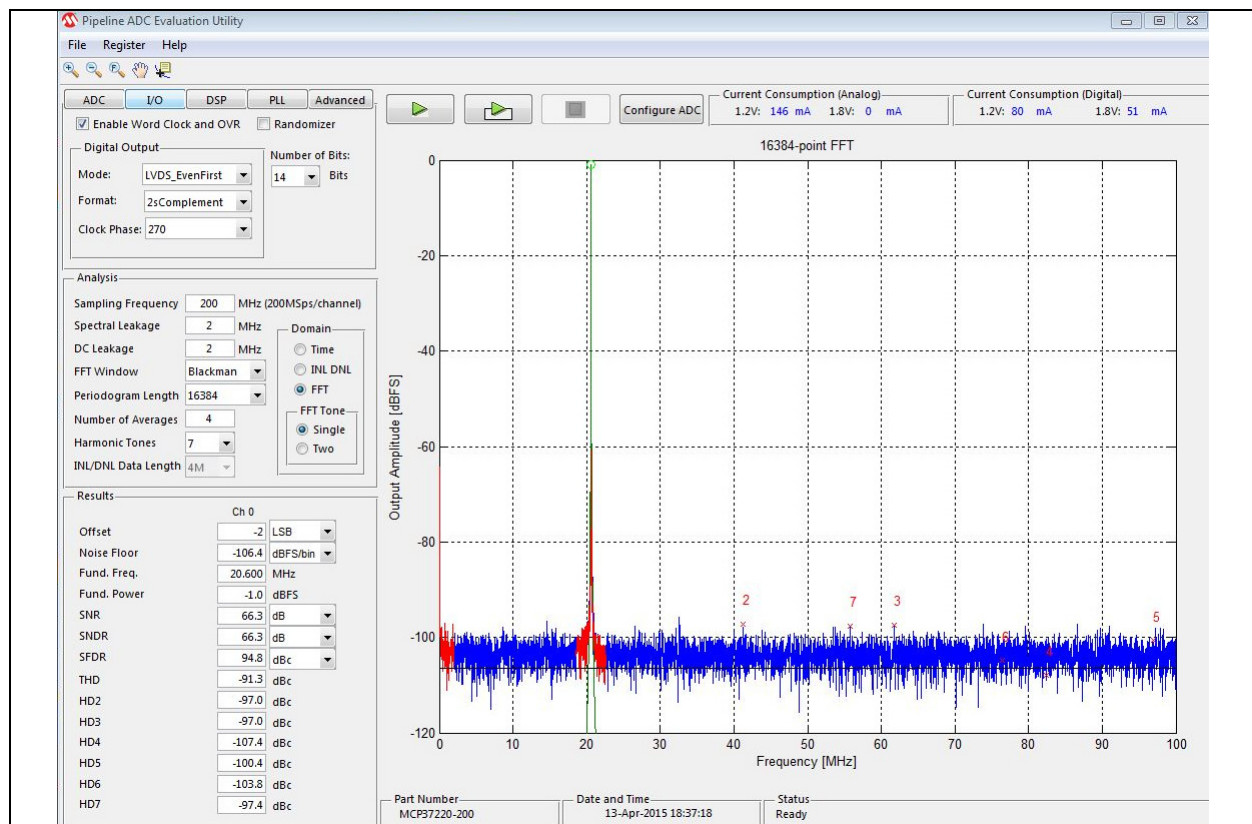 Pipeline ADC Evaluation Utility
File Register Help
ADC I/O DSP PLL Advanced
Enable Word Clock and OVR Randomizer
Digital Output
Mode: LVDS_EvenFirst
Format: 2sComplement
Clock Phase: 270
Number of Bits:
14 Bits
Configure ADC
Current Consumption (Analog)
1.2V: 146 mA 1.8V: 0 mA
Current Consumption (Digital)
1.2V: 80 mA 1.8V: 51 mA
Analysis
Sampling Frequency 200 MHz (200MSps/channel)
Spectral Leakage 2 MHz
DC Leakage 2 MHz
FFT Window Blackman
Periodogram Length 16384
Number of Averages 4
Harmonic Tones 7
INL/DNL Data Length 4M
Domain
Time
INL DNL
FFT
FFT Tone
Single
Two
Results
Ch 0
Offset -2 LSB
Noise Floor -106.4 dBFS/bin
Fund. Freq. 20.600 MHz
Fund. Power -1.0 dBFS
SNR 66.3 dB
SNDR 66.3 dB
SFDR 94.8 dBc
THD -91.3 dBc
HD2 -97.0 dBc
HD3 -97.0 dBc
HD4 -107.4 dBc
HD5 -100.4 dBc
HD6 -103.8 dBc
HD7 -97.4 dBc
16384-point FFT
Output Amplitude [dBFS]
0
-20
-40
-60
-80
-100
-120
2 7 3 6 4 5
0 10 20 30 40 50 60 70 80 90 100
Frequency [MHz]
Part Number
MCP37220-200
Date and Time
13-Apr-2015 18:37:18
Status
Ready